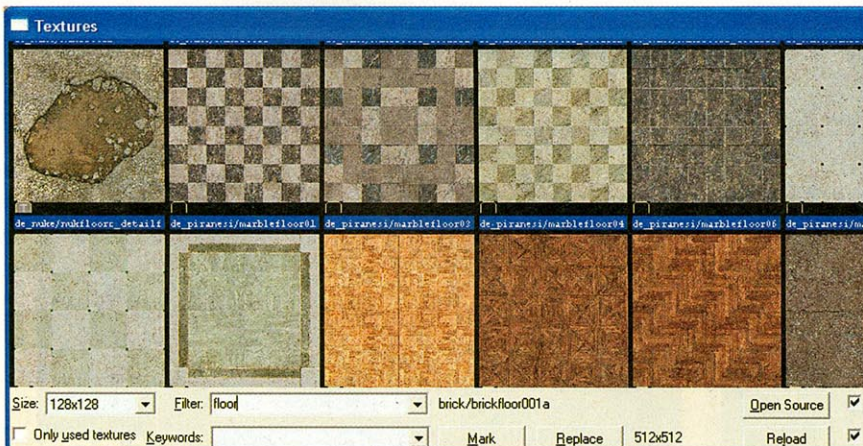 Textures
de_nuke/nukfloorc_detailf de_piranesi/marblefloor01 de_piranesi/marblefloor03 de_piranesi/marblefloor04 de_piranesi/marblefloor06
Size: 128x128 Filter: floor brick/brickfloor001a Open Source
Only used textures Keywords: Mark Replace 512x512 Reload